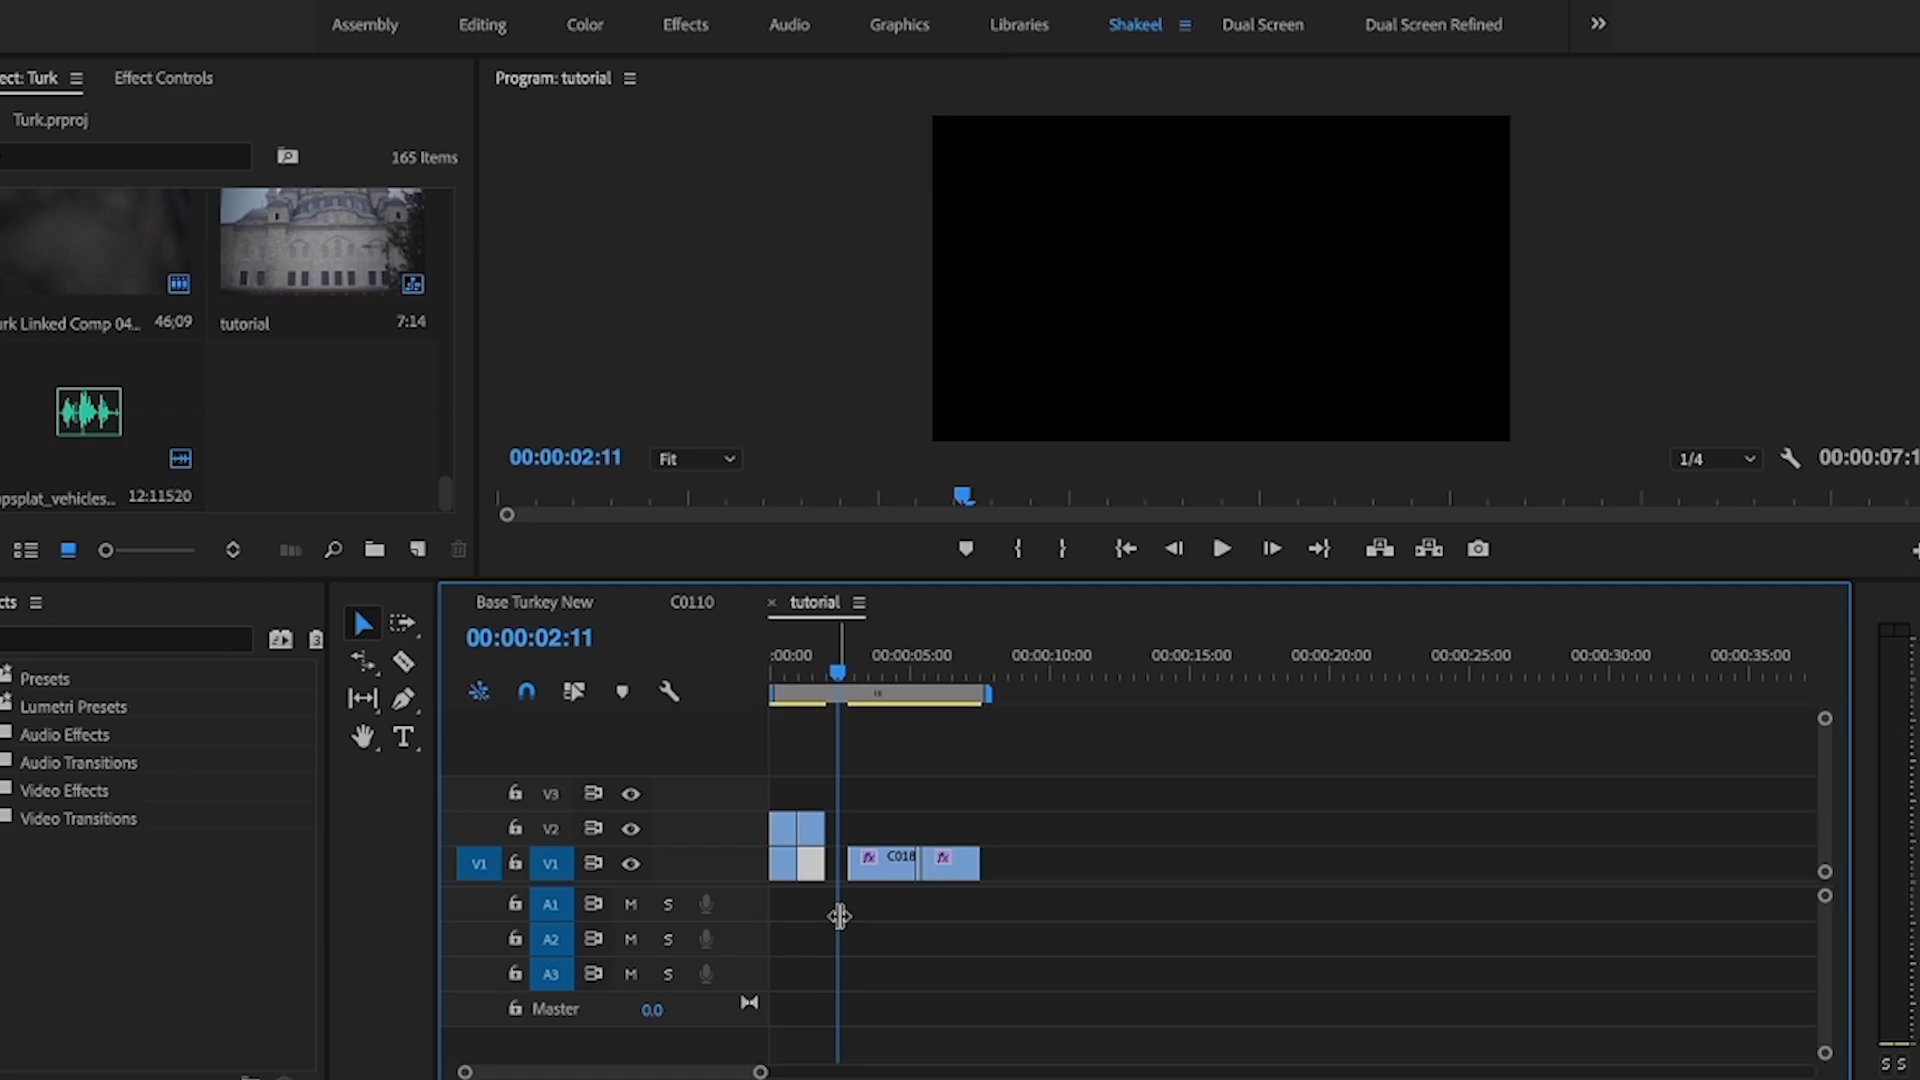 Assembly Editing Color Effects Audio Graphics Libraries Shakeel Dual Screen Dual Screen Refined
ect: Turk Effect Controls
Program: tutorial
Turk.prproj
165 Items
urk Linked Comp 04... 46;09
tutorial 7:14
psplat_vehicles... 12:11520
00:00:02:11 Fit 1/4 00:00:07:1
cts
Presets
Lumetri Presets
Audio Effects
Audio Transitions
Video Effects
Video Transitions
Base Turkey New C0110 × tutorial
00:00:02:11
:00:00 00:00:05:00 00:00:10:00 00:00:15:00 00:00:20:00 00:00:25:00 00:00:30:00 00:00:35:00
V3
V2
V1 V1 fx C018 fx
A1 M S
A2 M S
A3 M S
Master 0.0
S S